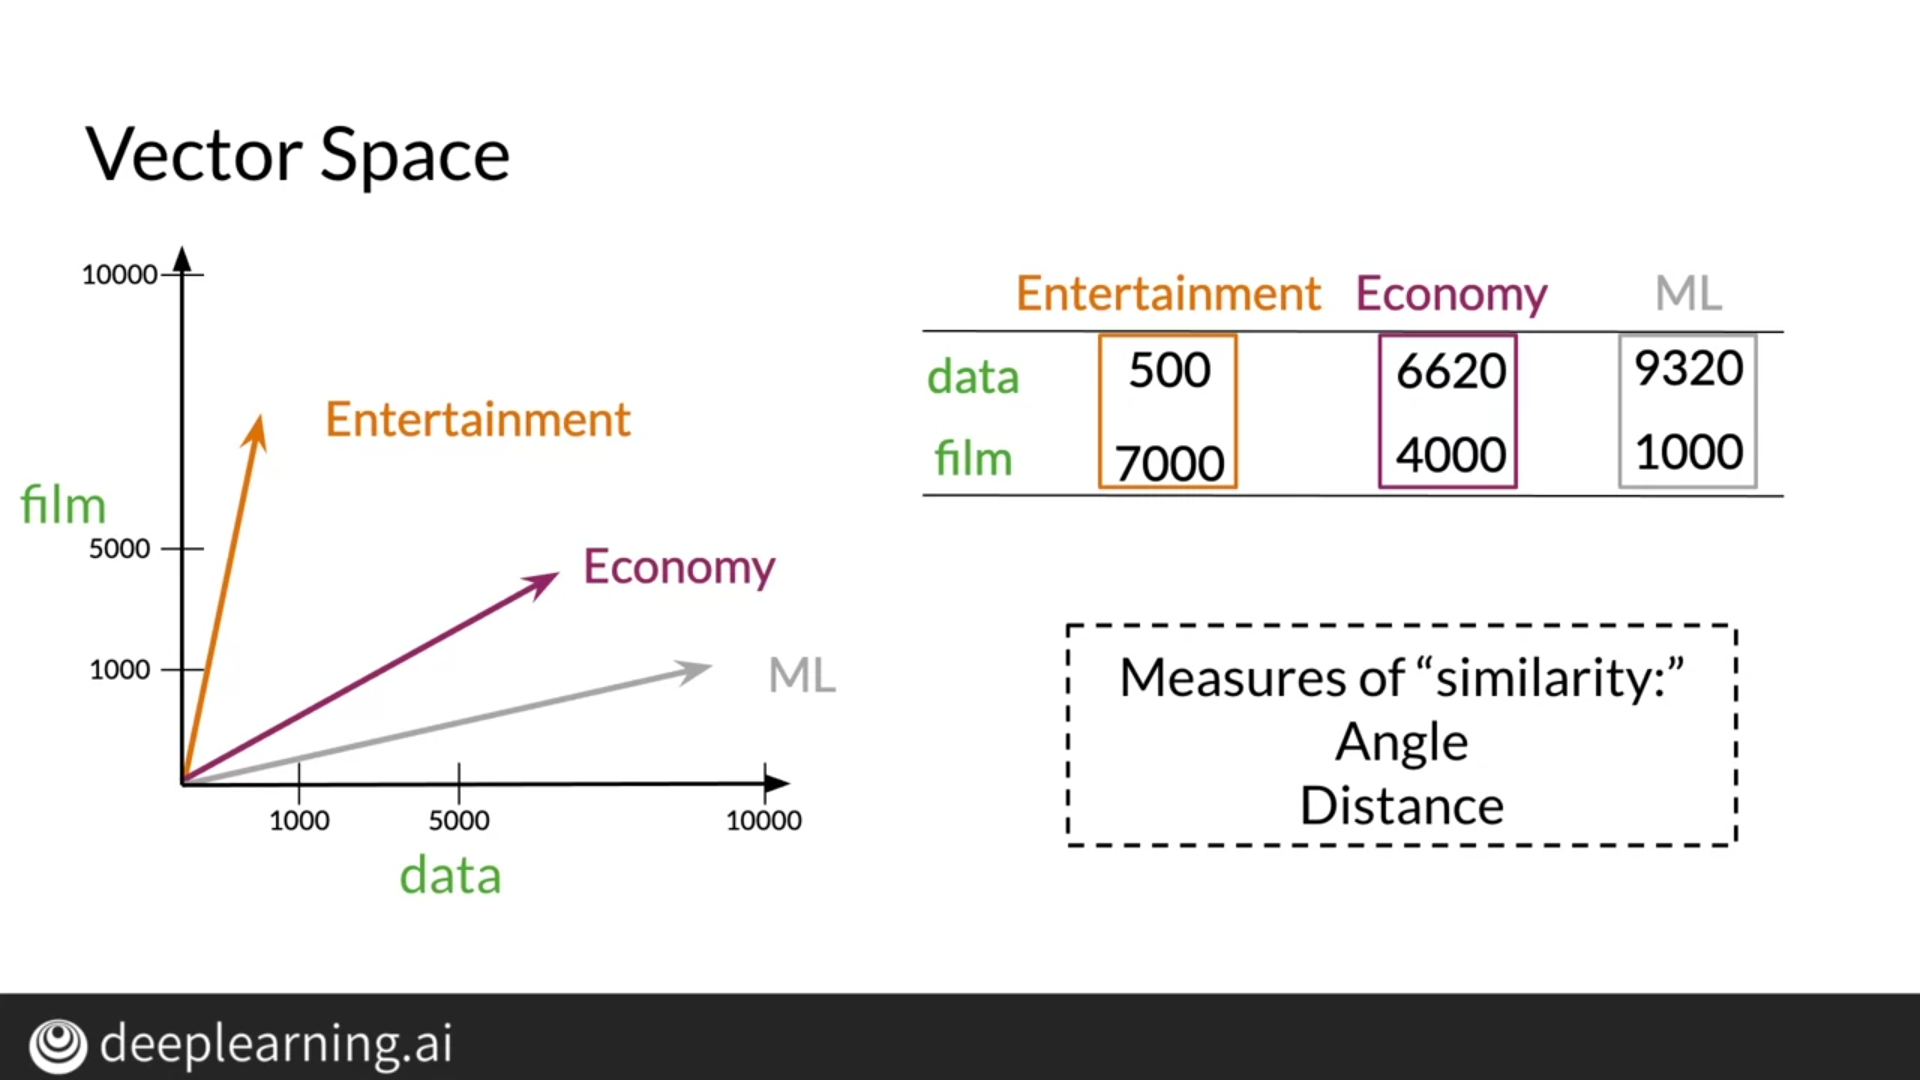 Vector Space
10000
Entertainment
film
5000
Economy
1000
ML
1000 5000 10000
data
Entertainment Economy ML
data 500 6620 9320
film 7000 4000 1000
Measures of “similarity:”
Angle
Distance
deeplearning.ai